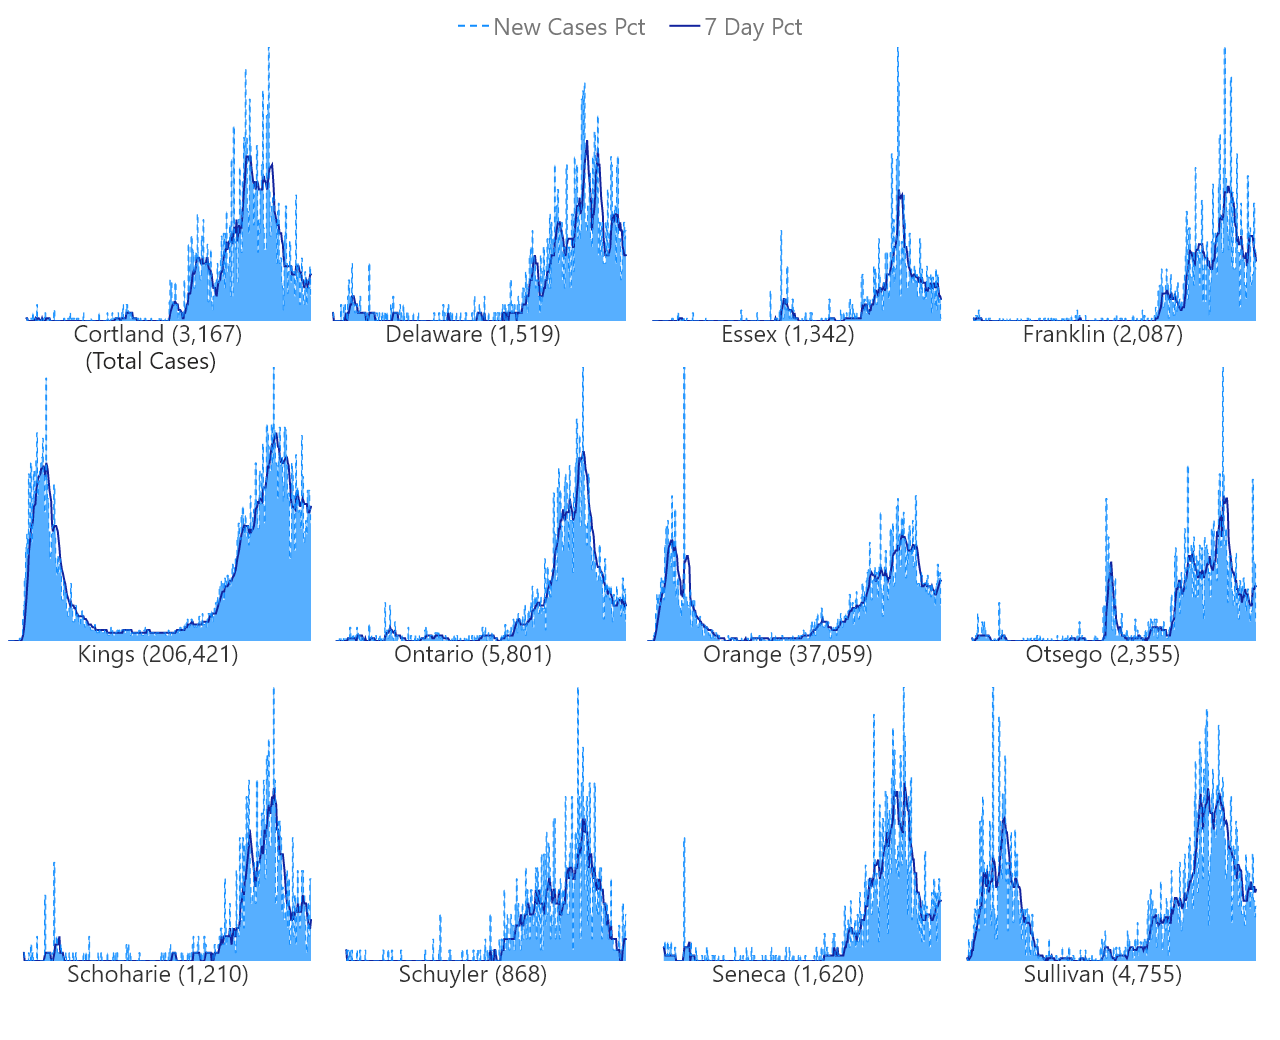 New Cases Pct 7 Day Pct
Cortland (3,167) Delaware (1,519) Essex (1,342) Franklin (2,087)
(Total Cases)
Kings (206,421) Ontario (5,801) Orange (37,059) Otsego (2,355)
Schoharie (1,210) Schuyler (868) Seneca (1,620) Sullivan (4,755)